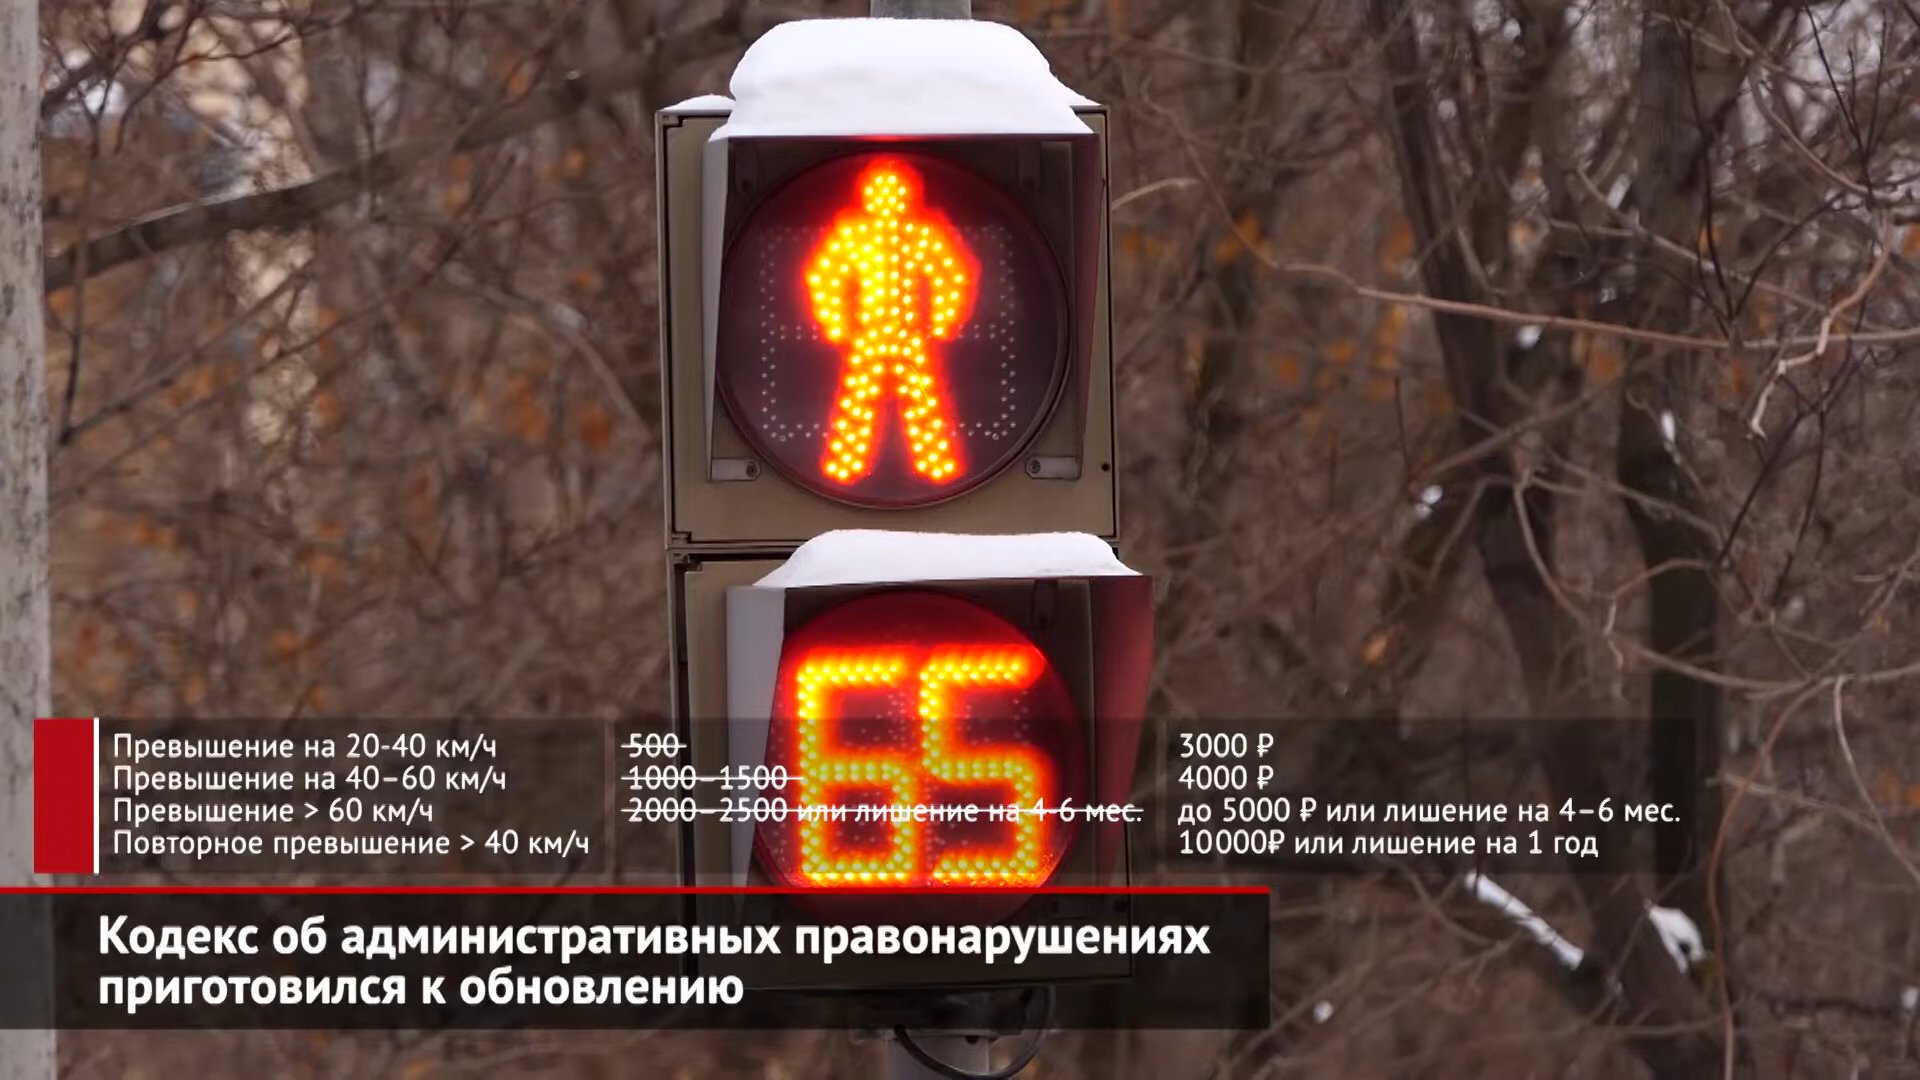 65
Превышение на 20-40 км/ч 500 3000 ₽
Превышение на 40–60 км/ч 1000–1500 4000 ₽
Превышение > 60 км/ч 2000–2500 или лишение на 4-6 мес. до 5000 ₽ или лишение на 4–6 мес.
Повторное превышение > 40 км/ч 10000₽ или лишение на 1 год
Кодекс об административных правонарушениях
приготовился к обновлению